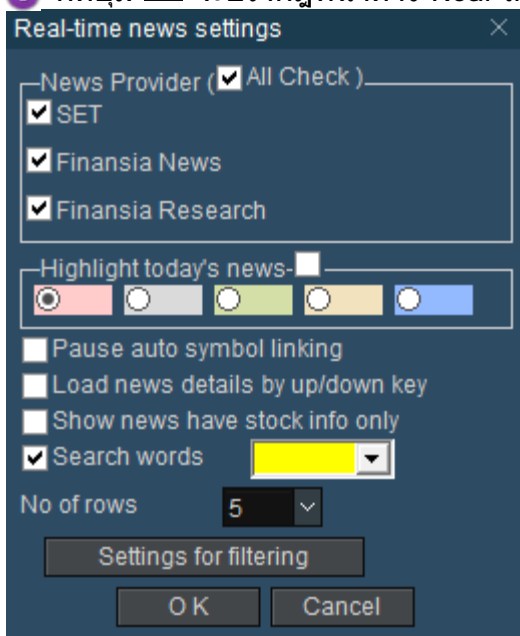 Real-time news settings
News Provider ( All Check )
SET
Finansia News
Finansia Research
Highlight today's news-
Pause auto symbol linking
Load news details by up/down key
Show news have stock info only
Search words
No of rows 5
Settings for filtering
O K Cancel